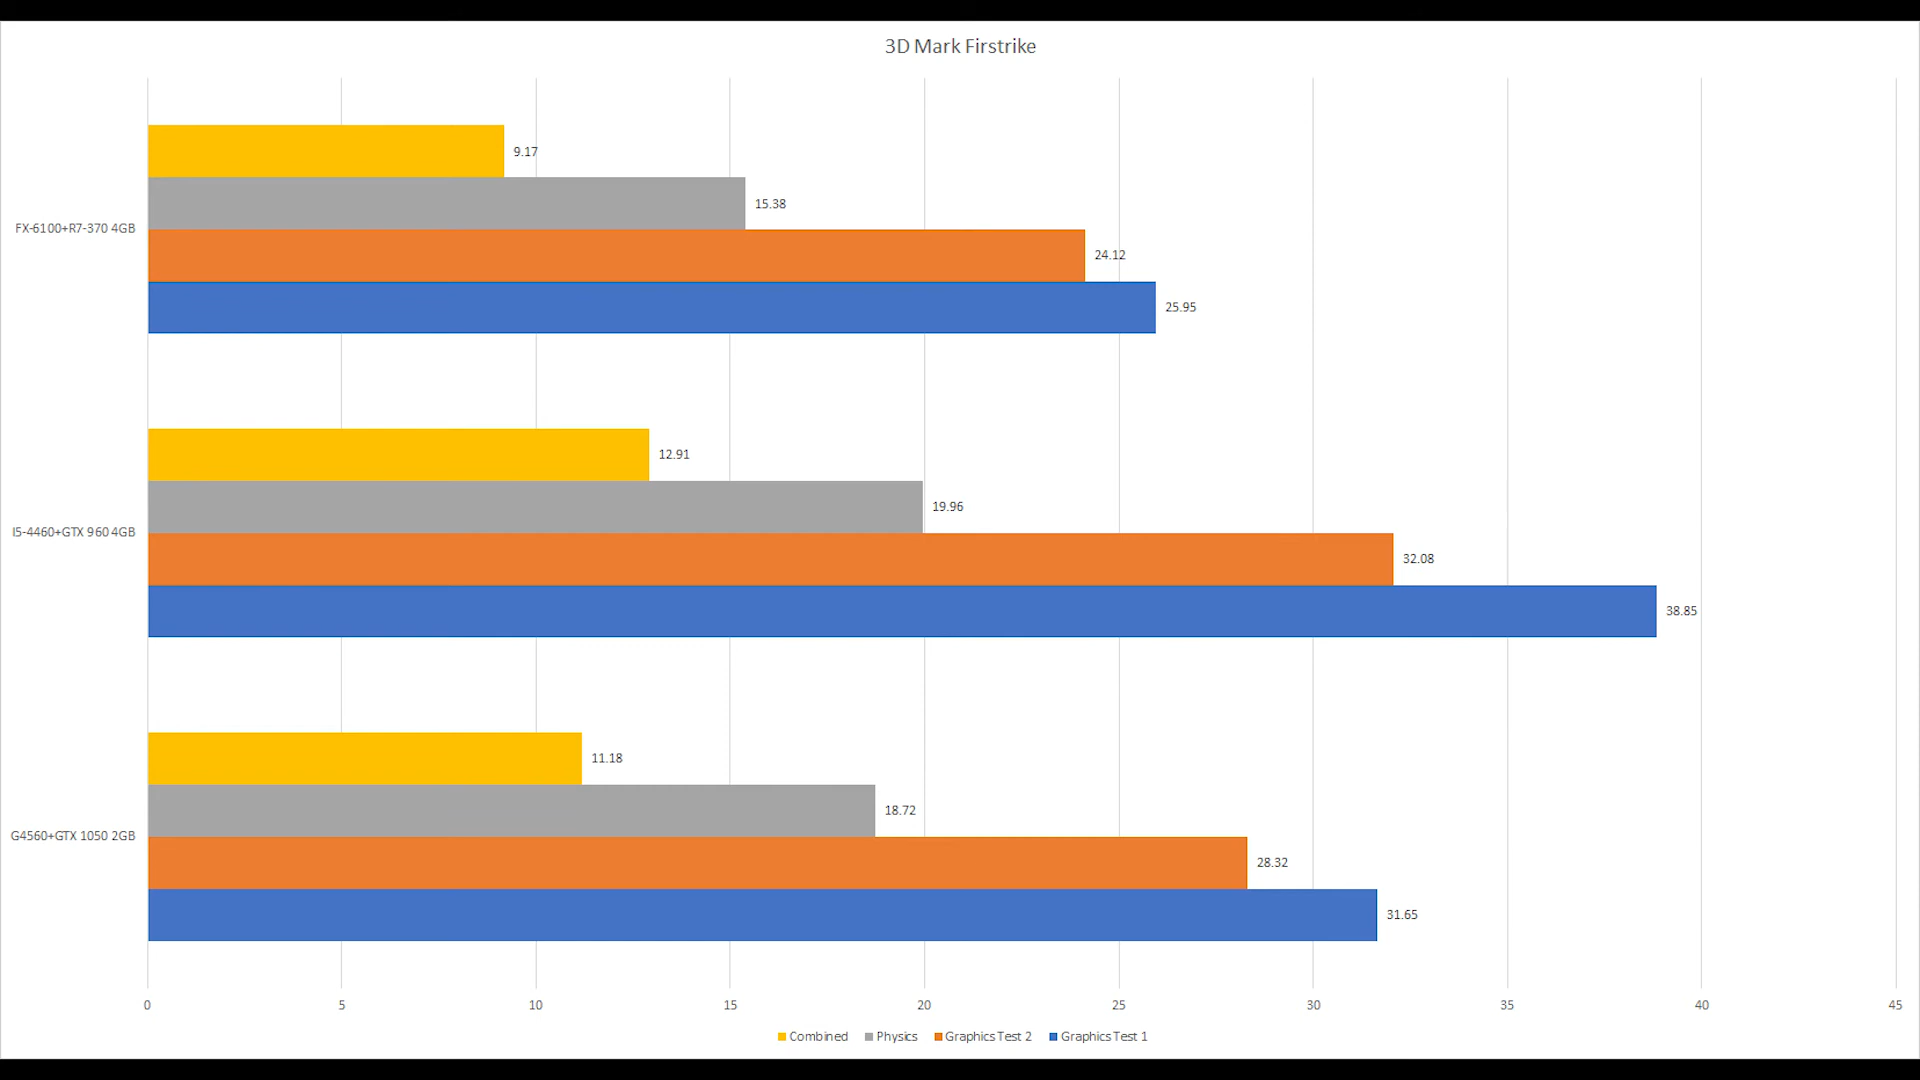 3D Mark Firstrike
9.17
15.38
FX-6100+R7-370 4GB
24.12
25.95
12.91
19.96
I5-4460+GTX 960 4GB
32.08
38.85
11.18
18.72
G4560+GTX 1050 2GB
28.32
31.65
0 5 10 15 20 25 30 35 40 45
Combined Physics Graphics Test 2 Graphics Test 1